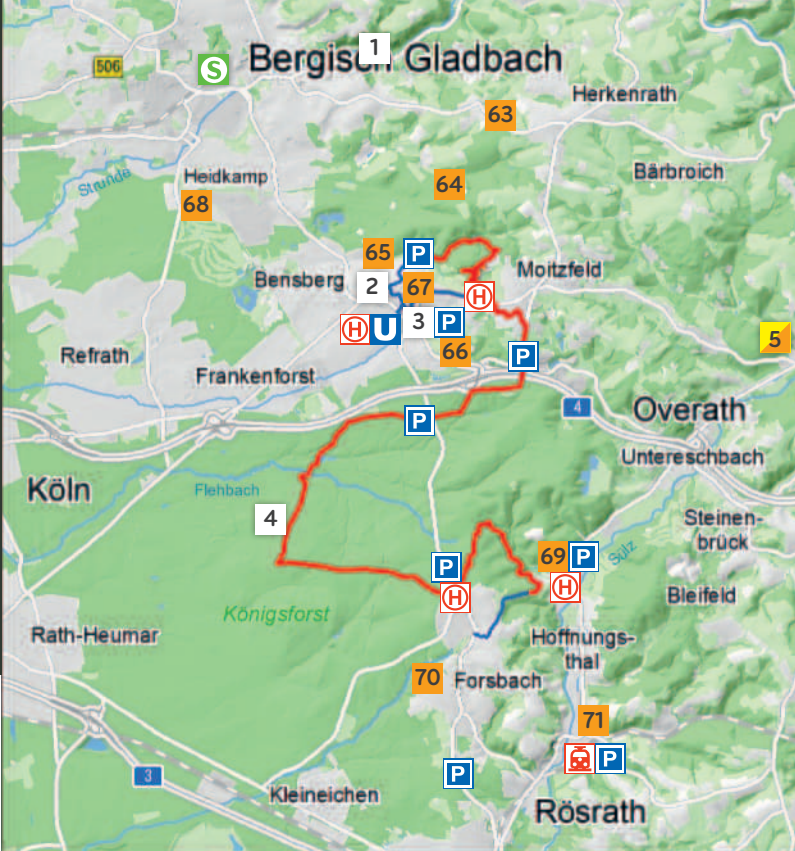 1
Bergisch Gladbach
506
S
Herkenrath
63
Bärbroich
Strunde
Heidkamp
64
68
65
P
Bensberg
2
67
H
Moitzfeld
H
U
3
P
66
P
5
Refrath
Frankenforst
P
4
Overath
Untereschbach
Köln
Flehbach
4
Steinen-
brück
P
69
P
Sülz
H
H
Bleifeld
Königsforst
Rath-Heumar
Hoffnungs-
thal
70
Forsbach
71
3
P
P
Kleineichen
Rösrath